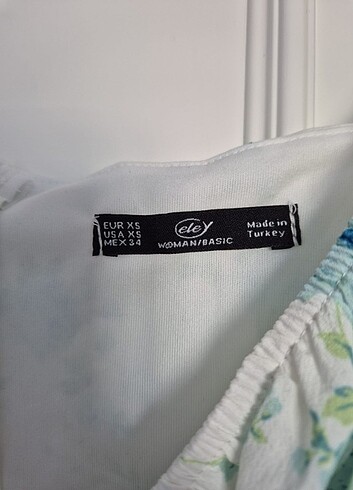 EUR XS
USA XS
MEX 34
eley
WOMAN/BASIC
Made in
Turkey